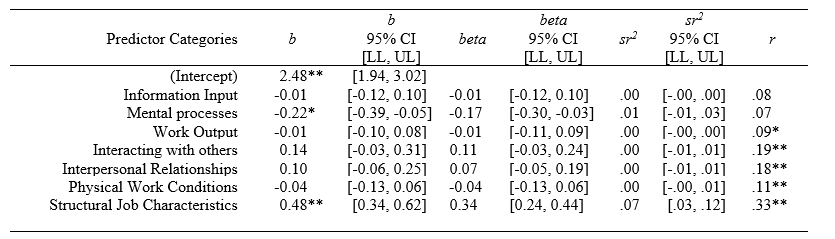 b beta sr2
Predictor Categories b 95% CI beta 95% CI sr2 95% CI r
[LL, UL] [LL, UL] [LL, UL]
(Intercept) 2.48** [1.94, 3.02]
Information Input -0.01 [-0.12, 0.10] -0.01 [-0.12, 0.10] .00 [-.00, .00] .08
Mental processes -0.22* [-0.39, -0.05] -0.17 [-0.30, -0.03] .01 [-.01, .03] .07
Work Output -0.01 [-0.10, 0.08] -0.01 [-0.11, 0.09] .00 [-.00, .00] .09*
Interacting with others 0.14 [-0.03, 0.31] 0.11 [-0.03, 0.24] .00 [-.01, .01] .19**
Interpersonal Relationships 0.10 [-0.06, 0.25] 0.07 [-0.05, 0.19] .00 [-.01, .01] .18**
Physical Work Conditions -0.04 [-0.13, 0.06] -0.04 [-0.13, 0.06] .00 [-.00, .01] .11**
Structural Job Characteristics 0.48** [0.34, 0.62] 0.34 [0.24, 0.44] .07 [.03, .12] .33**